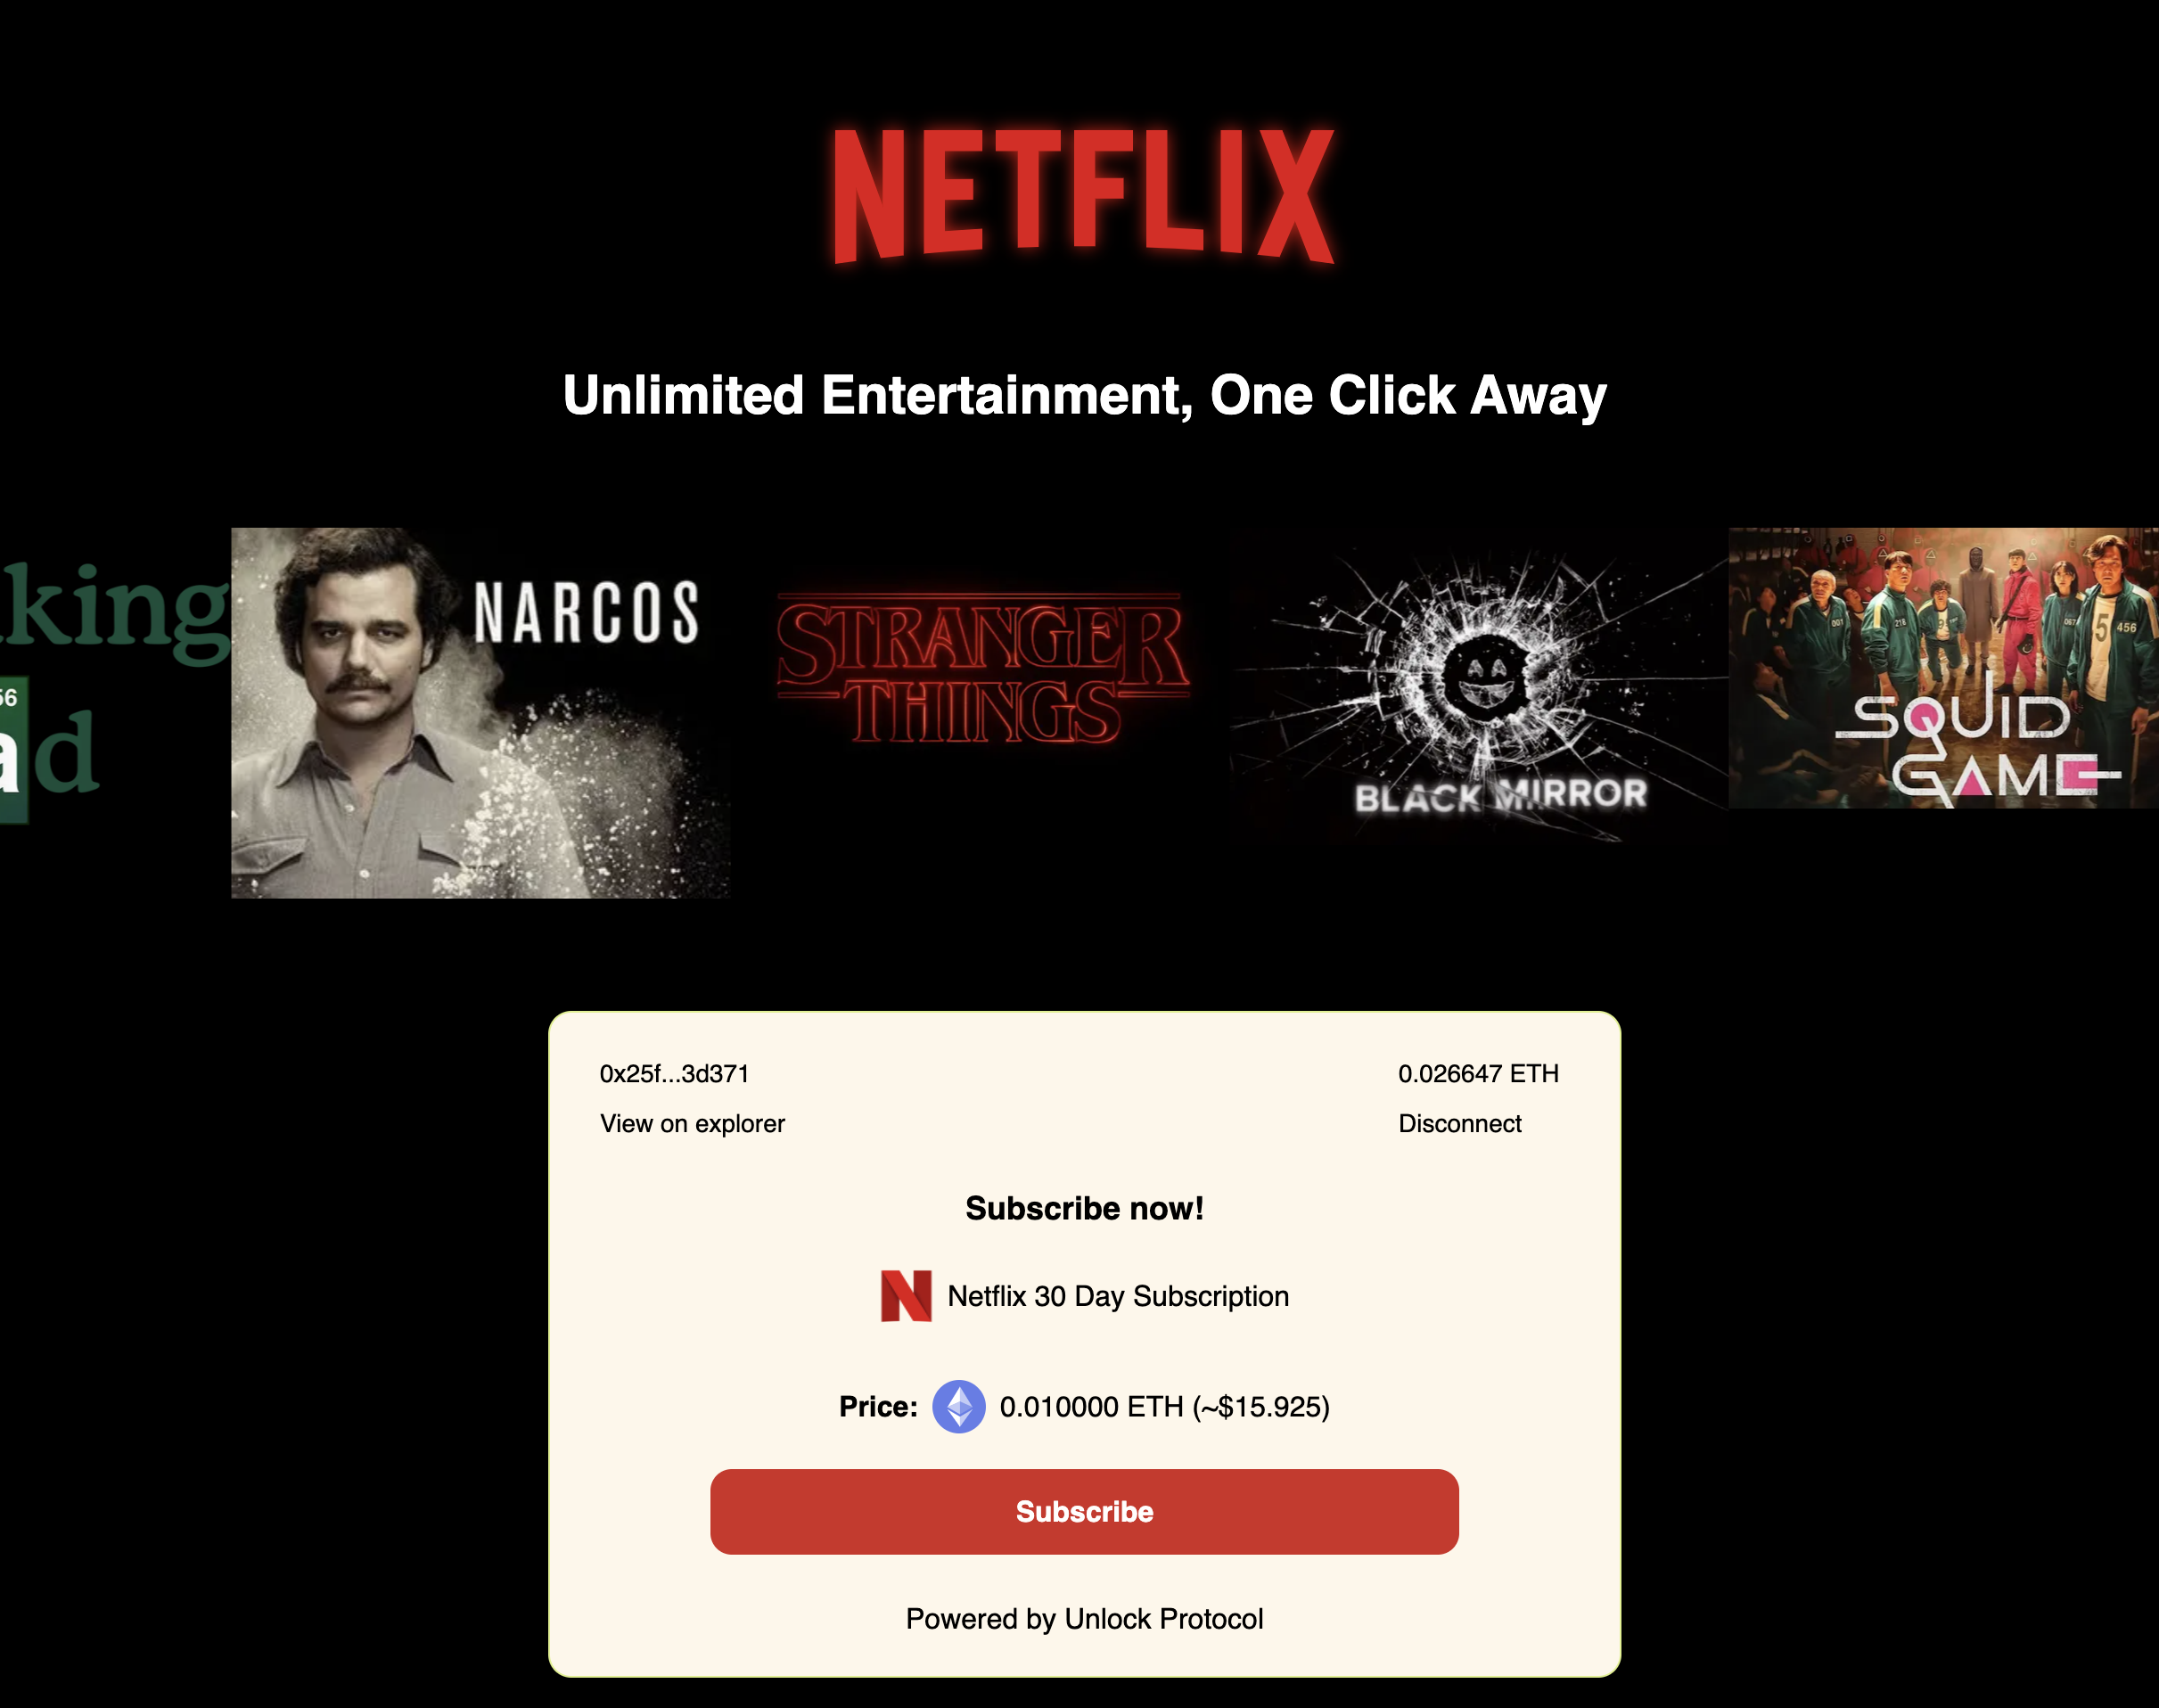 NETFLIX
Unlimited Entertainment, One Click Away
king
56
ad
NARCOS
STRANGER
THINGS
BLACK MIRROR
001
218
067
456
SQUID
GAME
0x25f...3d371
0.026647 ETH
View on explorer
Disconnect
Subscribe now!
N Netflix 30 Day Subscription
Price: 0.010000 ETH (~$15.925)
Subscribe
Powered by Unlock Protocol